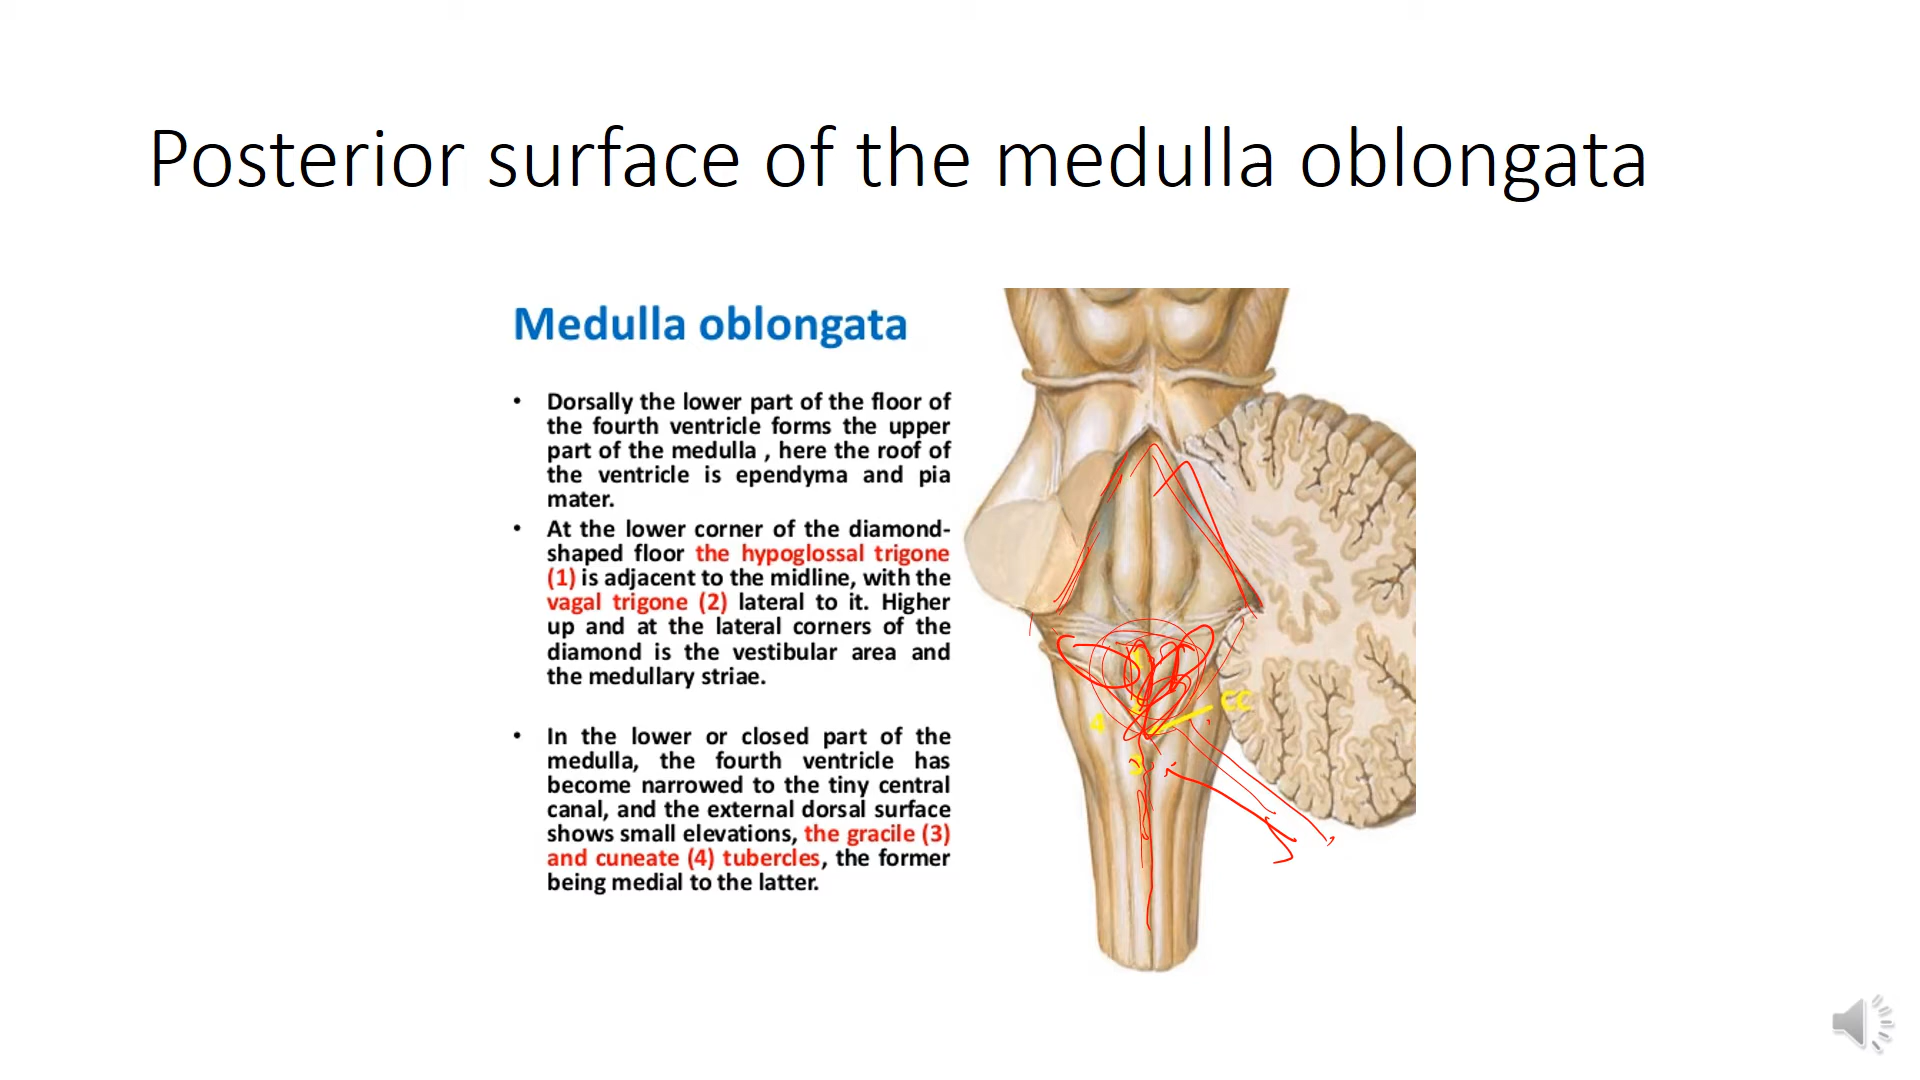 Posterior surface of the medulla oblongata
Medulla oblongata
• Dorsally the lower part of the floor of
the fourth ventricle forms the upper
part of the medulla , here the roof of
the ventricle is ependyma and pia
mater.
• At the lower corner of the diamond-
shaped floor the hypoglossal trigone
(1) is adjacent to the midline, with the
vagal trigone (2) lateral to it. Higher
up and at the lateral corners of the
diamond is the vestibular area and
the medullary striae.
• In the lower or closed part of the
medulla, the fourth ventricle has
become narrowed to the tiny central
canal, and the external dorsal surface
shows small elevations, the gracile (3)
and cuneate (4) tubercles, the former
being medial to the latter.
CC
4
3